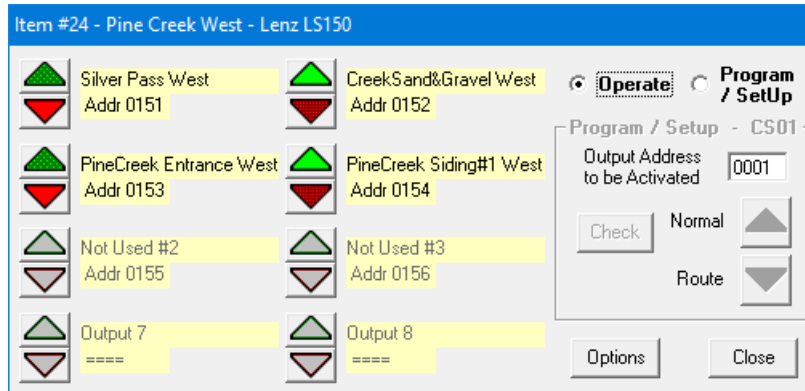 Item #24 - Pine Creek West - Lenz LS150
Silver Pass West
Addr 0151
CreekSand&Gravel West
Addr 0152
PineCreek Entrance West
Addr 0153
PineCreek Siding#1 West
Addr 0154
Not Used #2
Addr 0155
Not Used #3
Addr 0156
Output 7
====
Output 8
====
Operate
Program
/ SetUp
Program / Setup - CS01
Output Address
to be Activated
0001
Check
Normal
Route
Options
Close